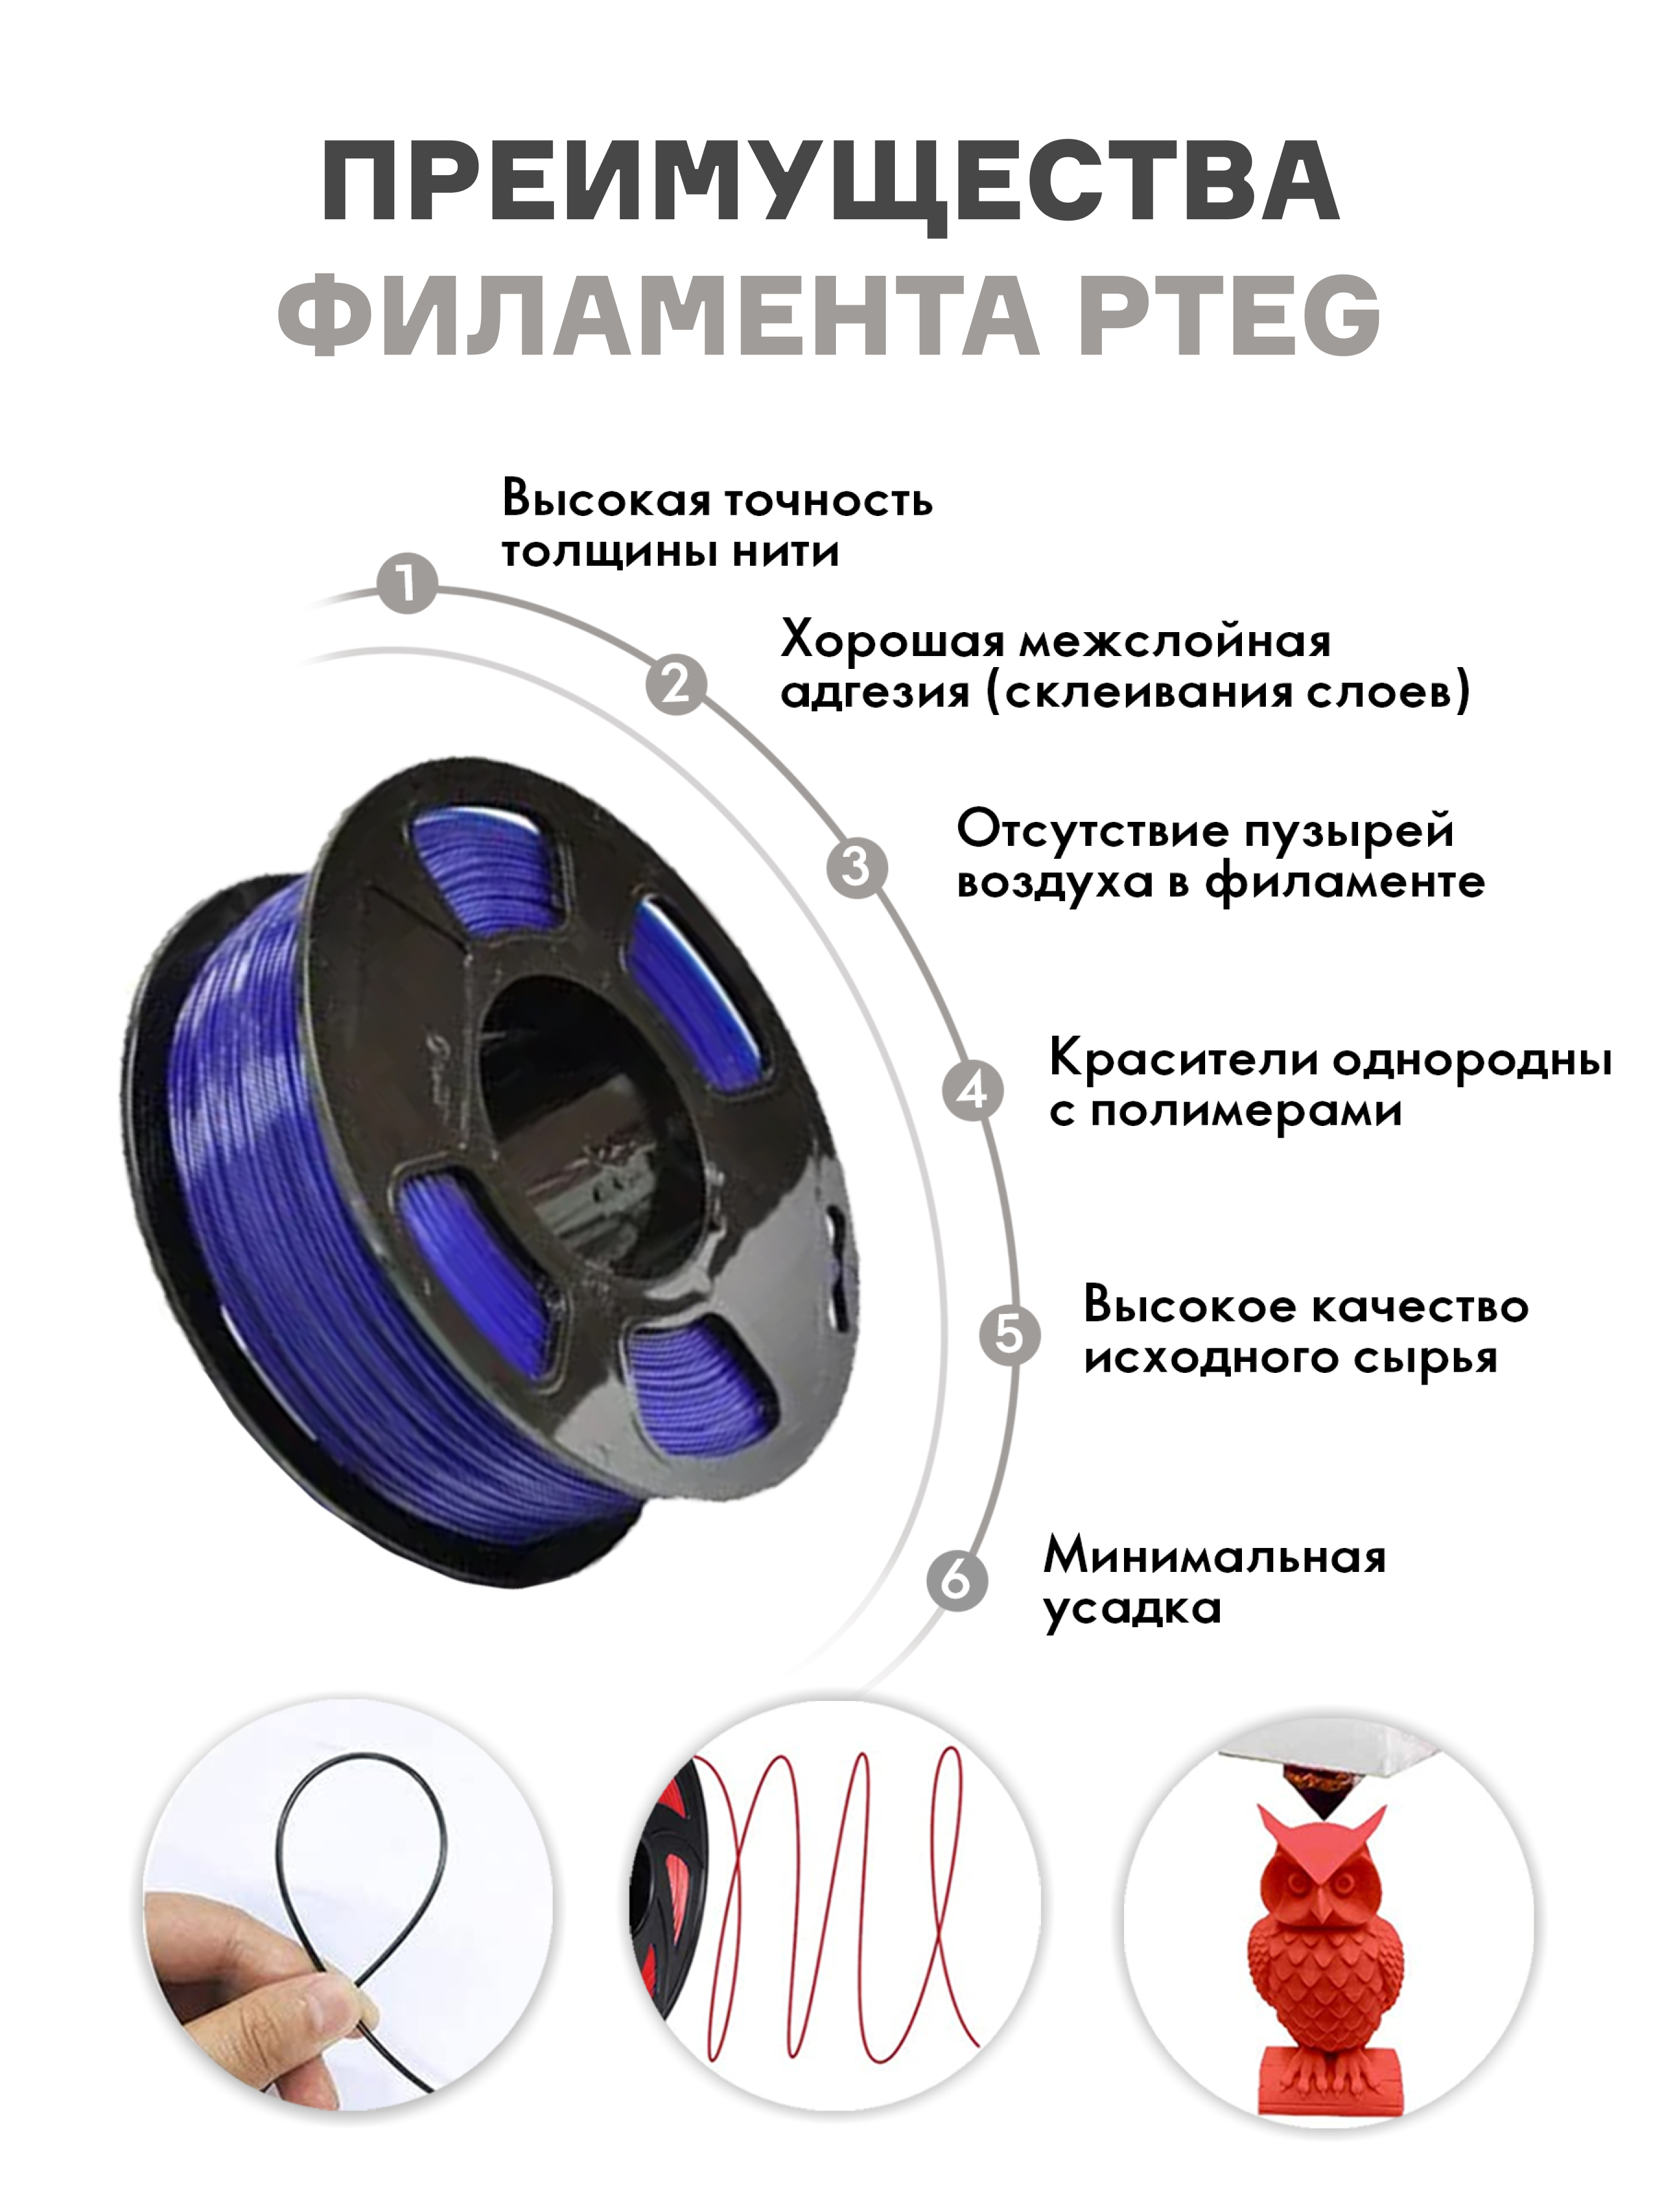 ПРЕИМУЩЕСТВА
ФИЛАМЕНТА PTEG
1
Высокая точность
толщины нити
2
Хорошая межслойная
адгезия (склеивания слоев)
3
Отсутствие пузырей
воздуха в филаменте
4
Красители однородны
с полимерами
5
Высокое качество
исходного сырья
6
Минимальная
усадка